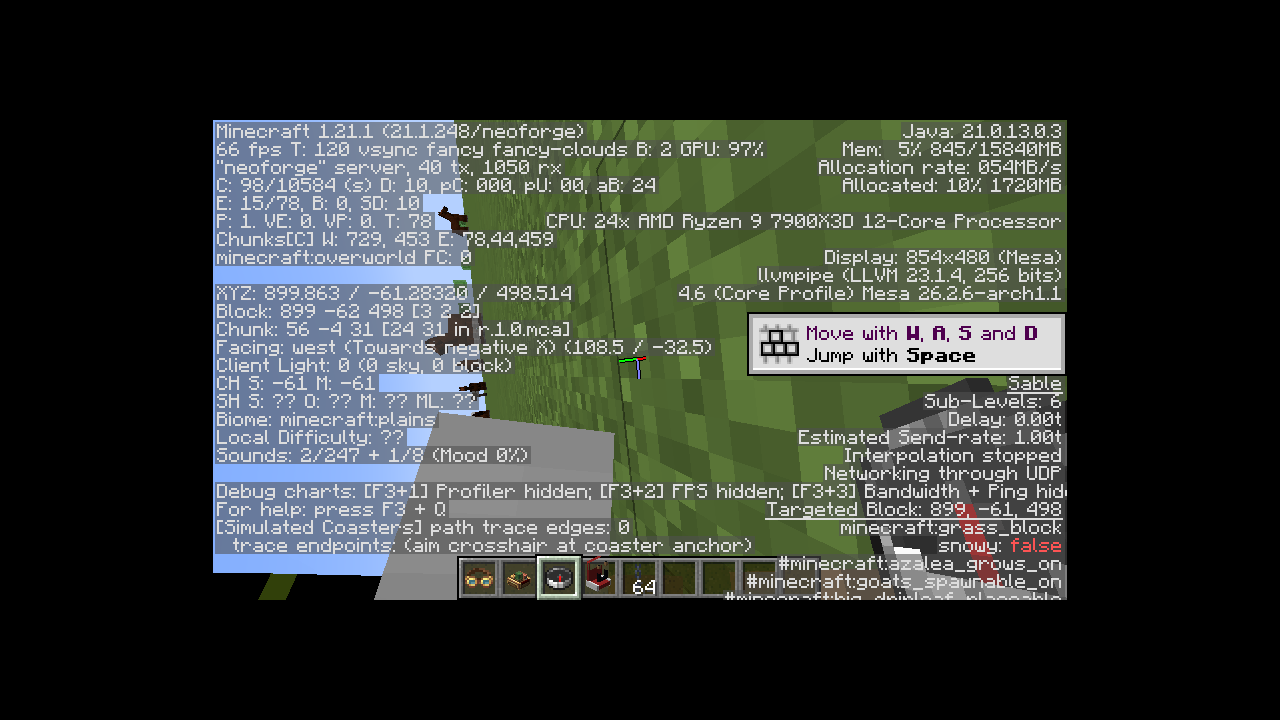 Minecraft 1.21.1 (21.1.248/neoforge)
66 fps T: 120 vsync fancy fancy-clouds B: 2 GPU: 97%
"neoforge" server, 40 tx, 1050 rx
C: 98/10584 (s) D: 10, pC: 000, pU: 00, aB: 24
E: 15/78, B: 0, SD: 10
P: 1. VE: 0. VP: 0. T: 78
Chunks[C] W: 729, 453 E: 78,44,459
minecraft:overworld FC: 0
XYZ: 899.863 / -61.28320 / 498.514
Block: 899 -62 498 [3 2 2]
Chunk: 56 -4 31 [24 31 in r.1.0.mca]
Facing: west (Towards negative X) (108.5 / -32.5)
Client Light: 0 (0 sky, 0 block)
CH S: -61 M: -61
SH S: ?? O: ?? M: ?? ML: ??
Biome: minecraft:plains
Local Difficulty: ??
Sounds: 2/247 + 1/8 (Mood 0%)
Debug charts: [F3+1] Profiler hidden; [F3+2] FPS hidden; [F3+3] Bandwidth + Ping hid
For help: press F3 + Q
[Simulated Coasters] path trace edges: 0
trace endpoints: (aim crosshair at coaster anchor)
Java: 21.0.13.0.3
Mem: 5% 845/15840MB
Allocation rate: 054MB/s
Allocated: 10% 1720MB
CPU: 24x AMD Ryzen 9 7900X3D 12-Core Processor
Display: 854x480 (Mesa)
llvmpipe (LLVM 23.1.4, 256 bits)
4.6 (Core Profile) Mesa 26.2.6-arch1.1
Move with W, A, S and D
Jump with Space
Sable
Sub-Levels: 6
Delay: 0.00t
Estimated Send-rate: 1.00t
Interpolation stopped
Networking through UDP
Targeted Block: 899, -61, 498
minecraft:grass_block
snowy: false
#minecraft:azalea_grows_on
#minecraft:goats_spawnable_on
#minecraft:big_dripleaf_placeable
64